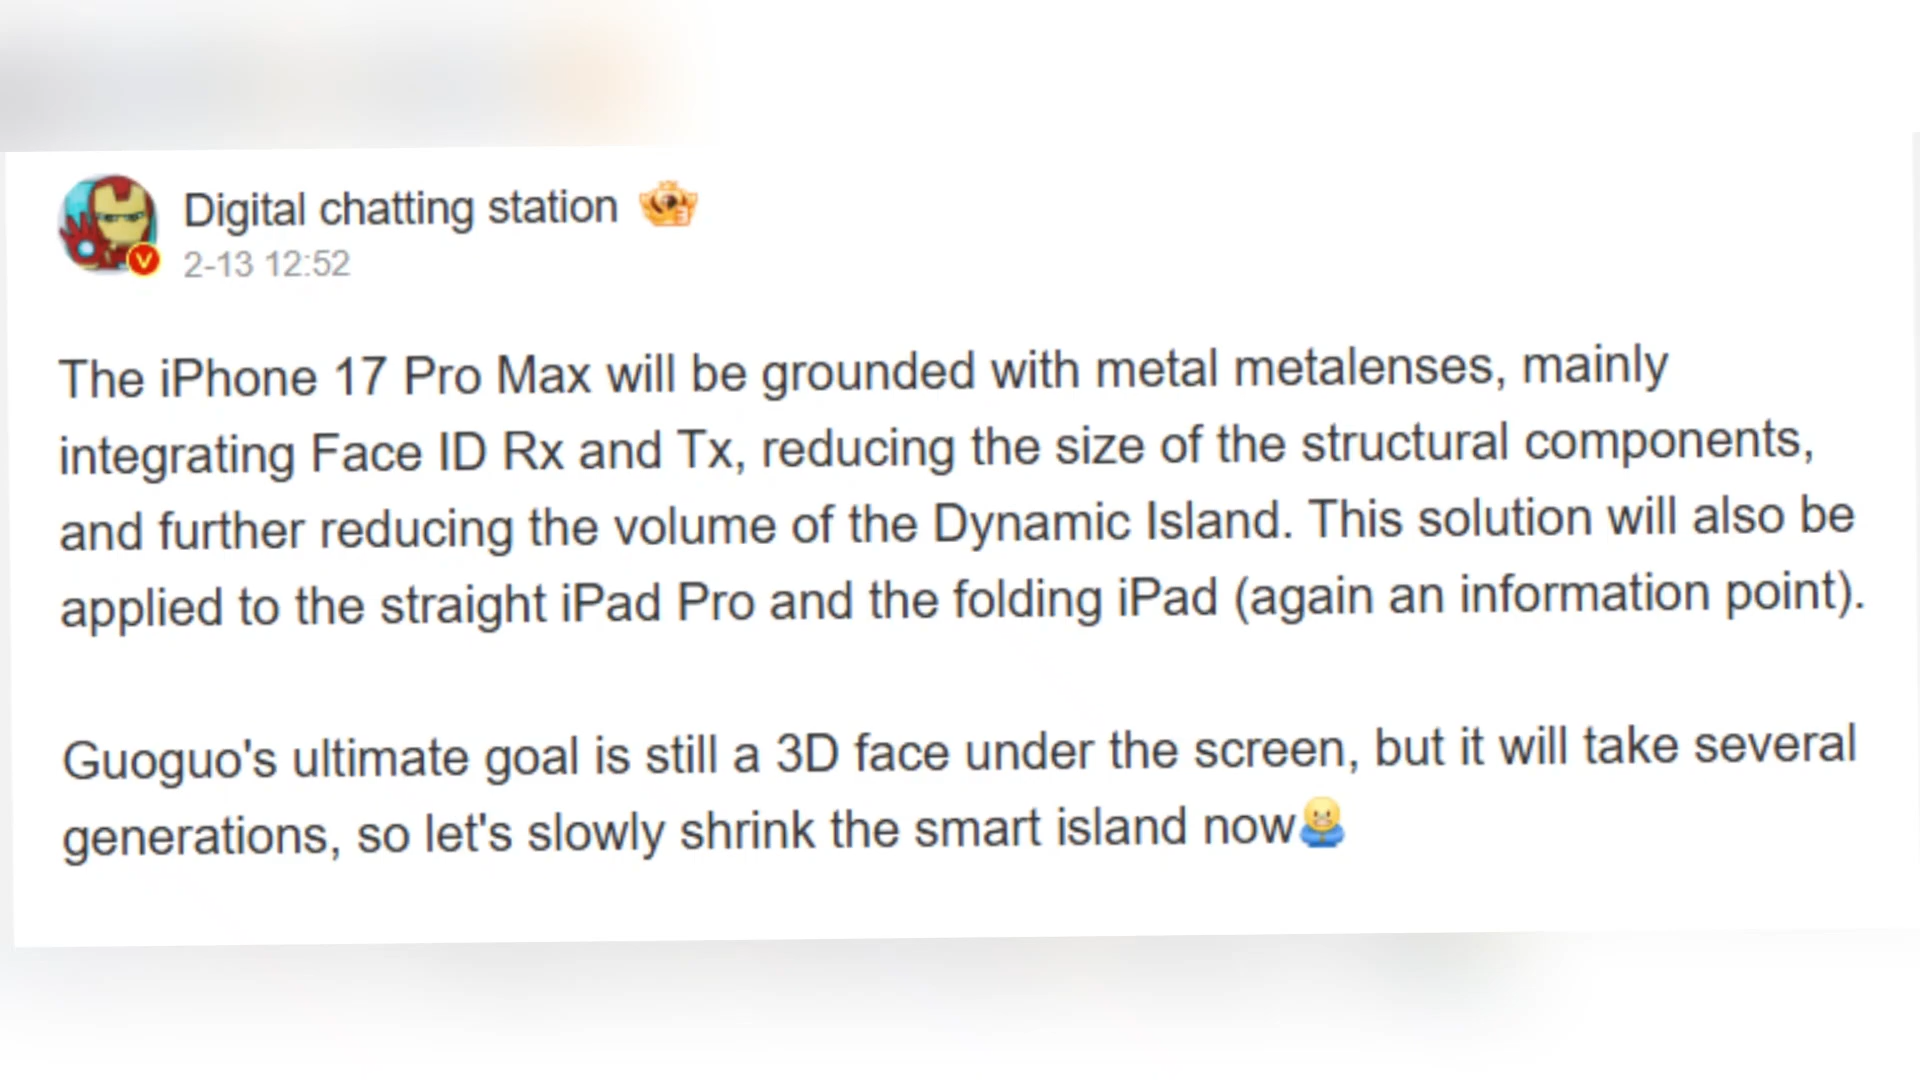 Digital chatting station
2-13 12:52
The iPhone 17 Pro Max will be grounded with metal metalenses, mainly
integrating Face ID Rx and Tx, reducing the size of the structural components,
and further reducing the volume of the Dynamic Island. This solution will also be
applied to the straight iPad Pro and the folding iPad (again an information point).
Guoguo's ultimate goal is still a 3D face under the screen, but it will take several
generations, so let's slowly shrink the smart island now